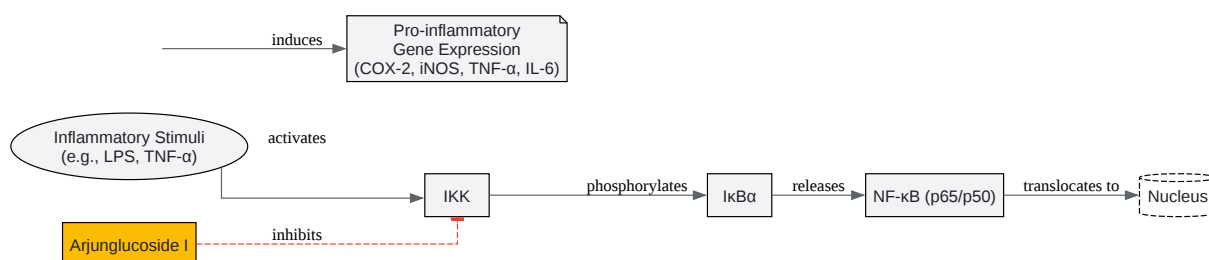 induces
Pro-inflammatory
Gene Expression
(COX-2, iNOS, TNF-α, IL-6)
Inflammatory Stimuli
(e.g., LPS, TNF-α)
activates
IKK
phosphorylates
IκBα
releases
NF-κB (p65/p50)
translocates to
Nucleus
Arjunglucoside I
inhibits